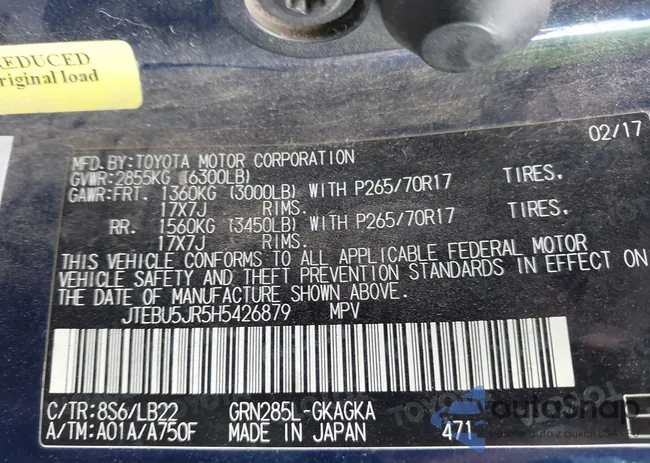 REDUCED
original load
02/17
MFD.BY:TOYOTA MOTOR CORPORATION
GVWR:2855KG (6300LB)
GAWR:FRT. 1360KG (3000LB) WITH P265/70R17 TIRES,
17X7J RIMS.
RR. 1560KG (3450LB) WITH P265/70R17 TIRES,
17X7J RIMS.
THIS VEHICLE CONFORMS TO ALL APPLICABLE FEDERAL MOTOR
VEHICLE SAFETY AND THEFT PREVENTION STANDARDS IN EFFECT ON
THE DATE OF MANUFACTURE SHOWN ABOVE.
JTEBU5JR5H5426879 MPV
C/TR:8S6/LB22 GRN285L-GKAGKA
A/TM:A01A/A750F MADE IN JAPAN 471
TOYOTA
autoSnap